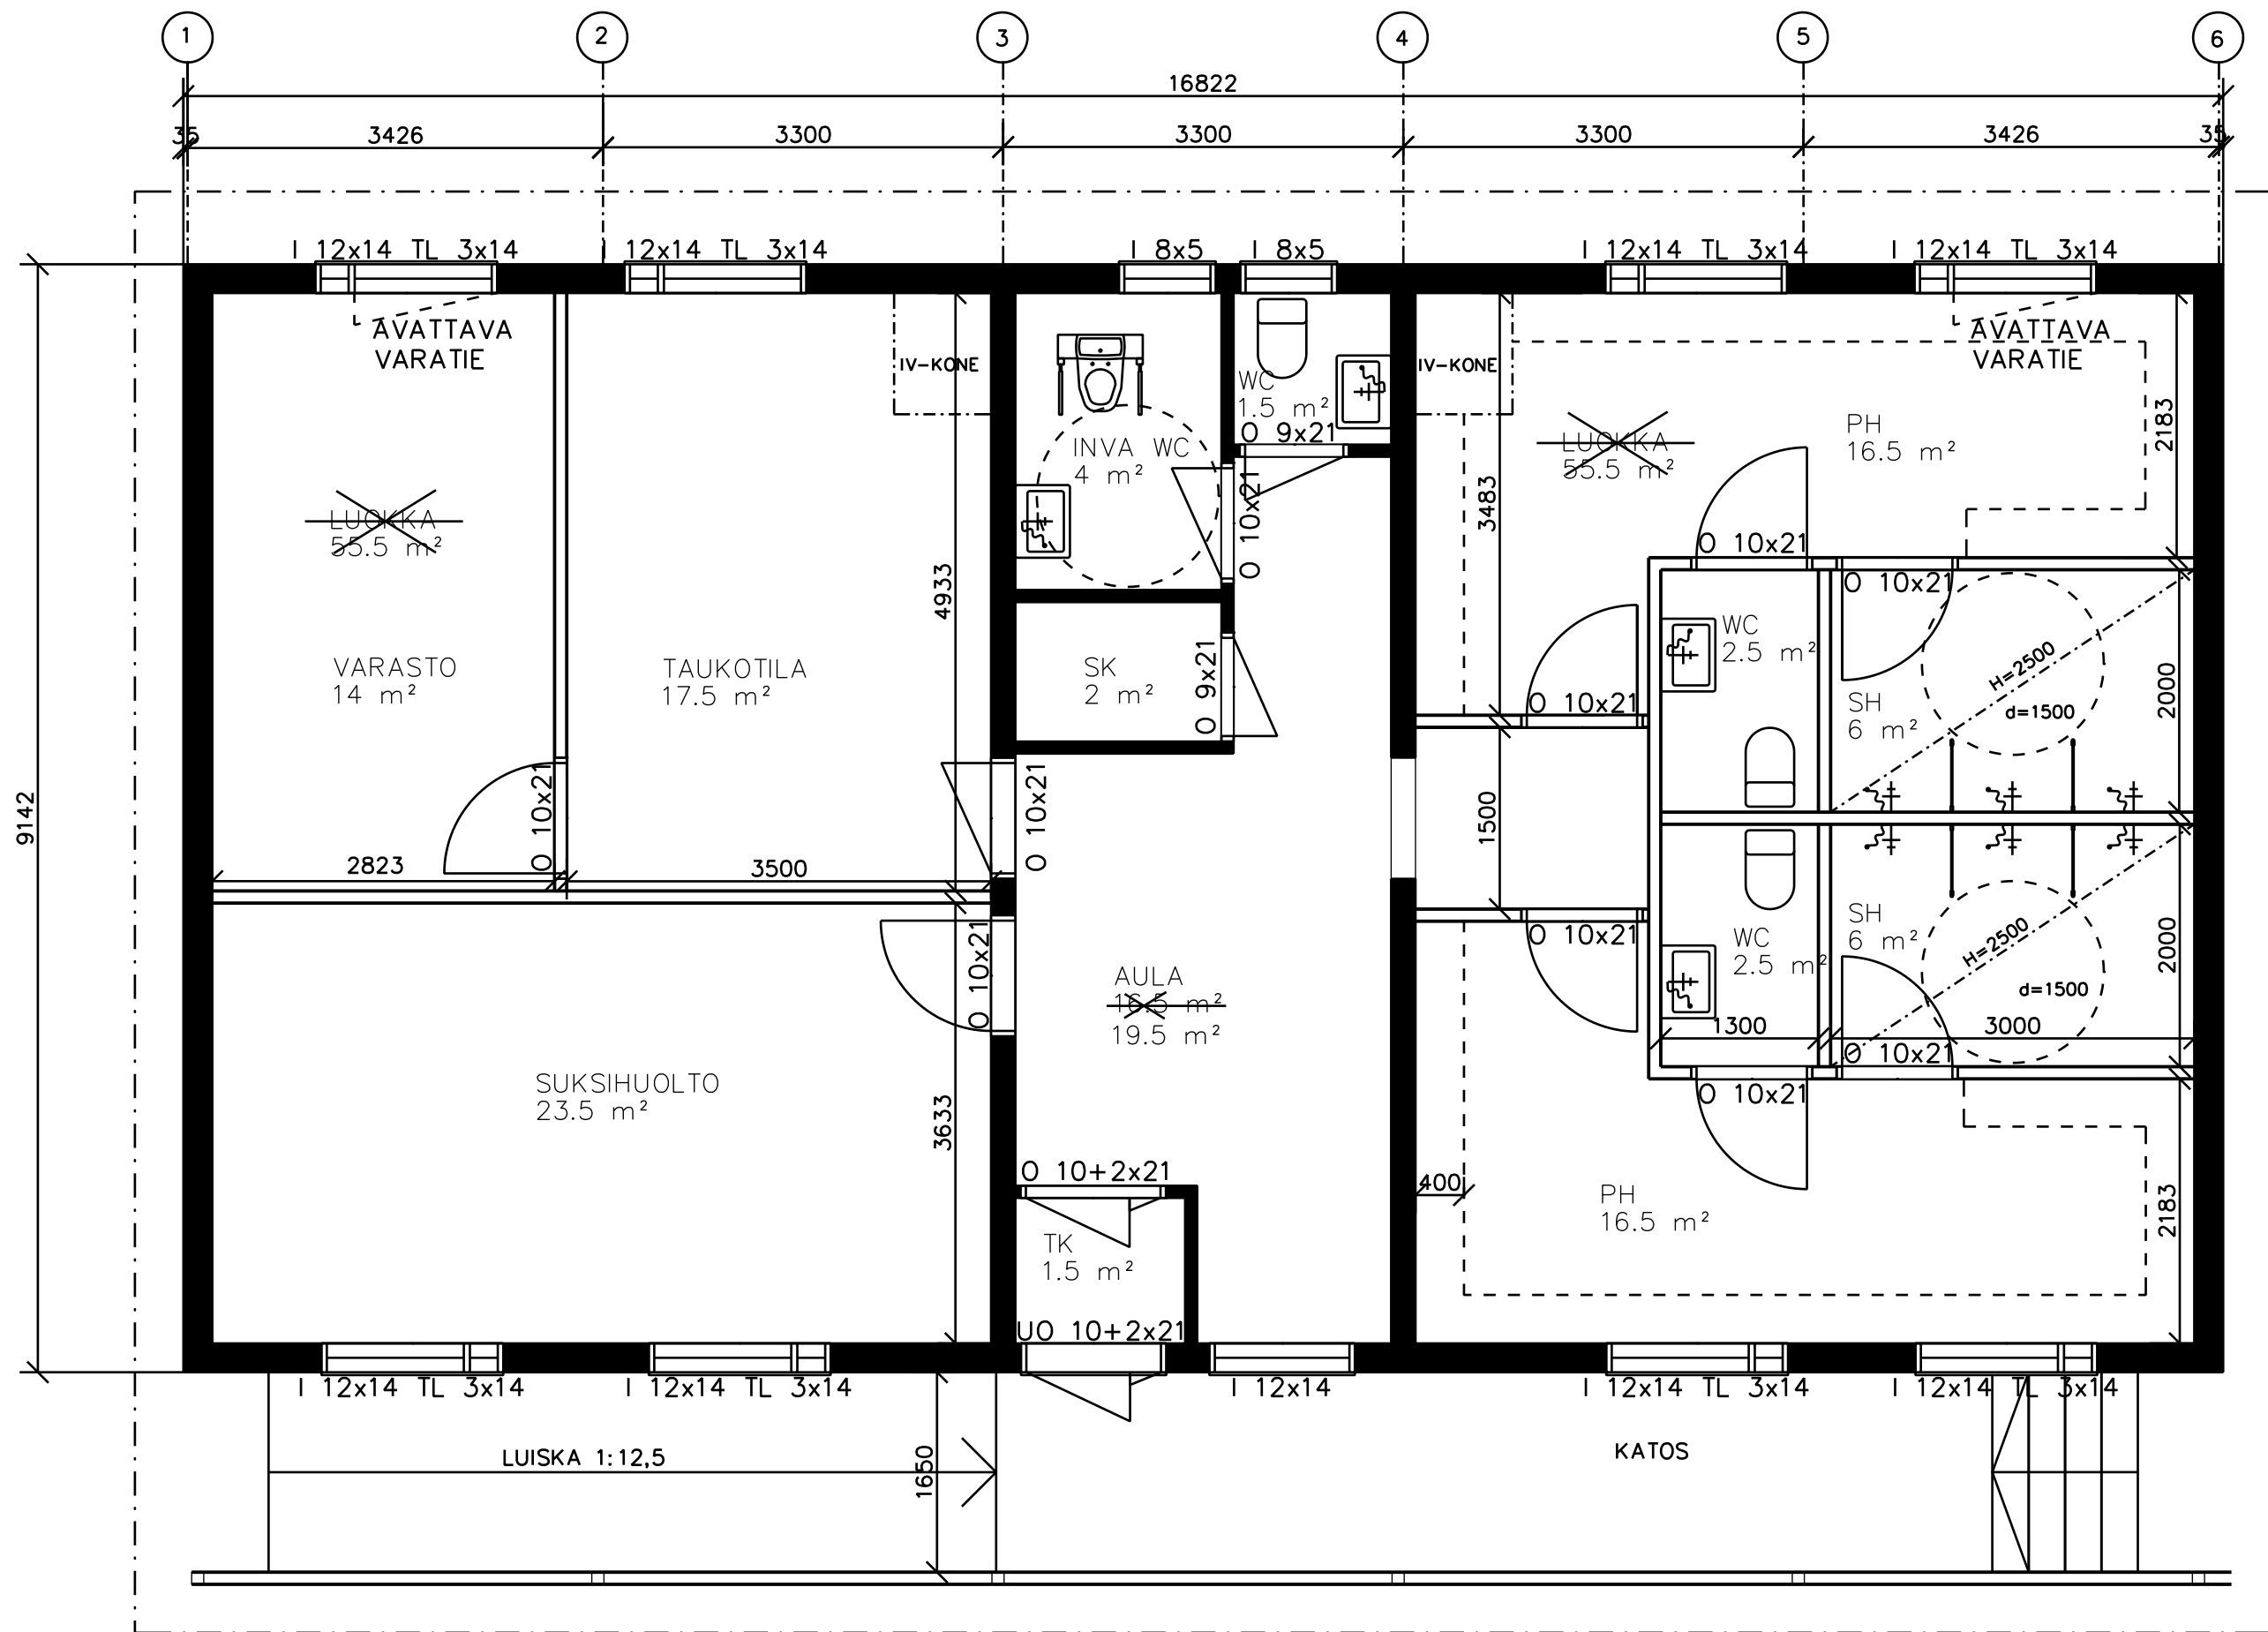 1 2 3 4 5 6
16822
35 3426 3300 3300 3300 3426 35
I 12x14 TL 3x14
I 12x14 TL 3x14
I 8x5
I 8x5
I 12x14 TL 3x14
I 12x14 TL 3x14
AVATTAVA
VARATIE
IV-KONE
WC
1.5 m²
O 9x21
IV-KONE
AVATTAVA
VARATIE
2183
PH
16.5 m²
LUOKKA
55.5 m²
INVA WC
4 m²
O 10x21
3483
LUOKKA
55.5 m²
4933
O 10x21
O 10x21
VARASTO
14 m²
TAUKOTILA
17.5 m²
SK
2 m²
O 9x21
O 10x21
WC
2.5 m²
SH
6 m²
H=2500
d=1500
2000
9142
O 10x21
O 10x21
1500
2823
3500
O 10x21
O 10x21
WC
2.5 m²
SH
6 m²
H=2500
d=1500
2000
AULA
16.5 m²
19.5 m²
1300
3000
O 10x21
O 10x21
SUKSIHUOLTO
23.5 m²
3633
O 10+2x21
400
PH
16.5 m²
2183
TK
1.5 m²
UO 10+2x21
I 12x14 TL 3x14
I 12x14 TL 3x14
I 12x14
I 12x14 TL 3x14
I 12x14 TL 3x14
LUISKA 1:12,5
1650
KATOS